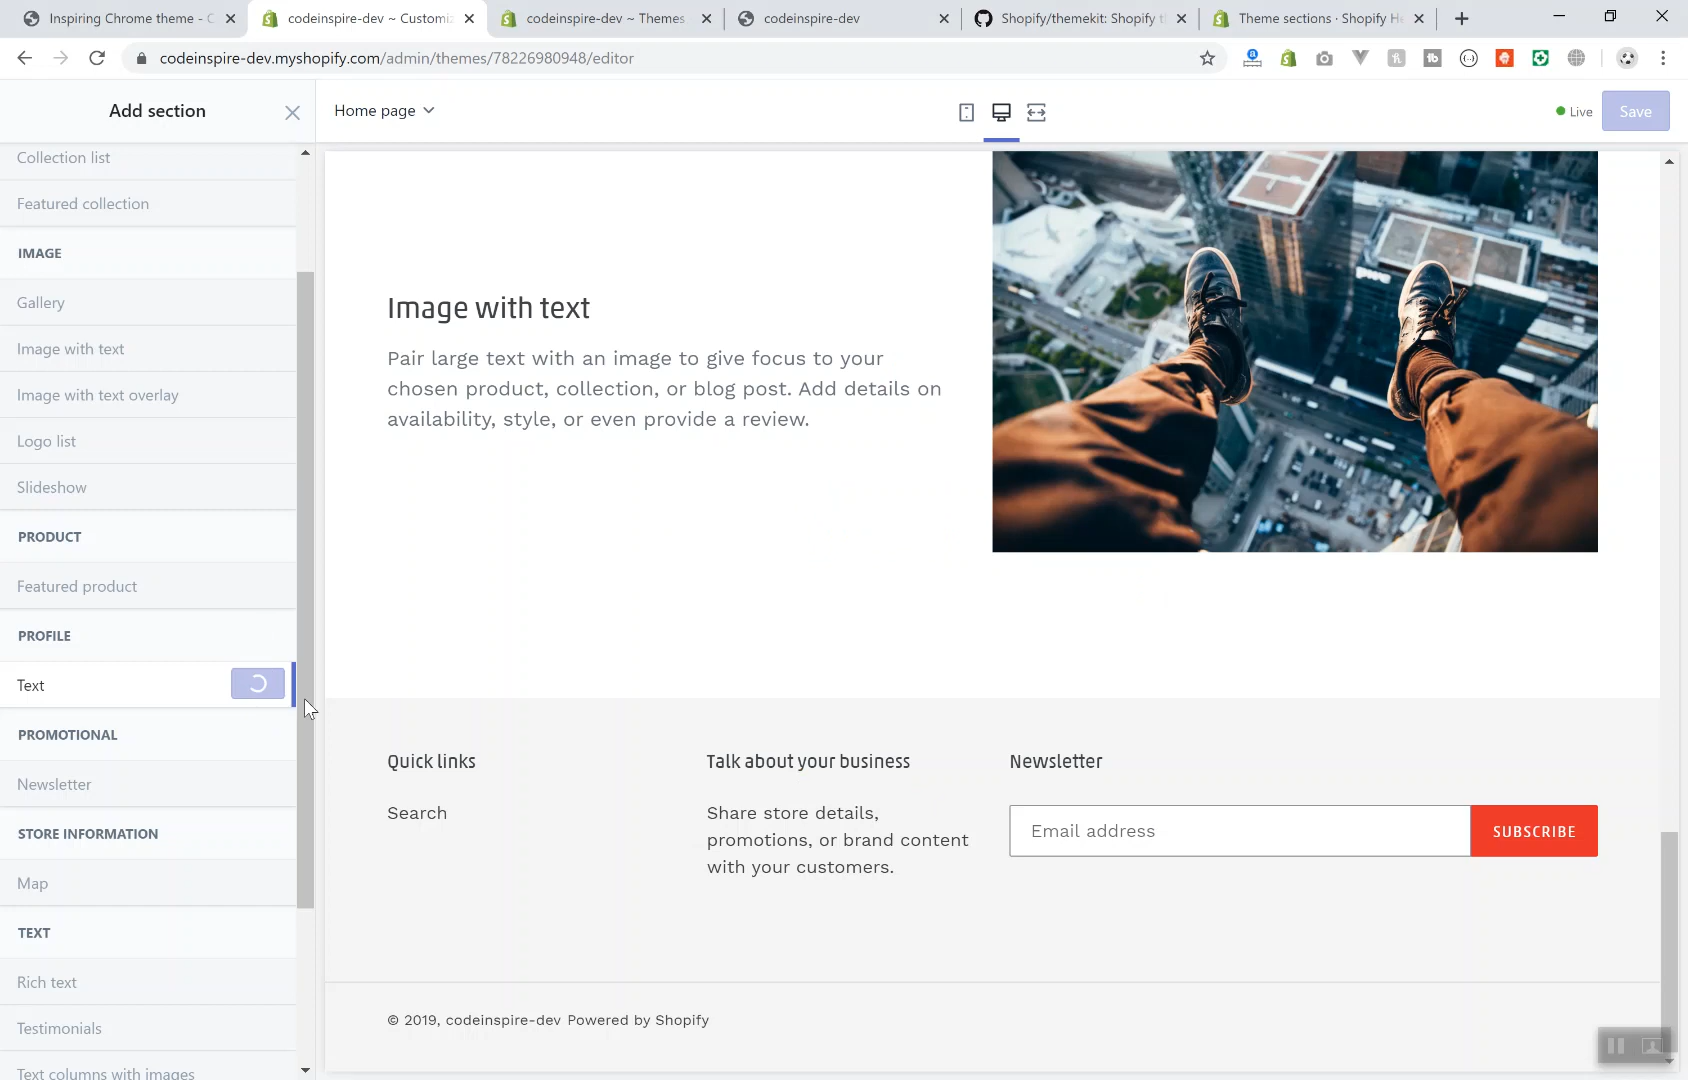 Inspiring Chrome theme - C
codeinspire-dev ~ Customiz
codeinspire-dev ~ Themes
codeinspire-dev
Shopify/themekit: Shopify t
Theme sections · Shopify He
codeinspire-dev.myshopify.com/admin/themes/78226980948/editor
Add section
Home page
Live
Save
Collection list
Featured collection
IMAGE
Gallery
Image with text
Image with text overlay
Logo list
Slideshow
PRODUCT
Featured product
PROFILE
Text
PROMOTIONAL
Newsletter
STORE INFORMATION
Map
TEXT
Rich text
Testimonials
Text columns with images
Image with text
Pair large text with an image to give focus to your
chosen product, collection, or blog post. Add details on
availability, style, or even provide a review.
Quick links
Search
Talk about your business
Share store details,
promotions, or brand content
with your customers.
Newsletter
Email address
SUBSCRIBE
© 2019, codeinspire-dev Powered by Shopify